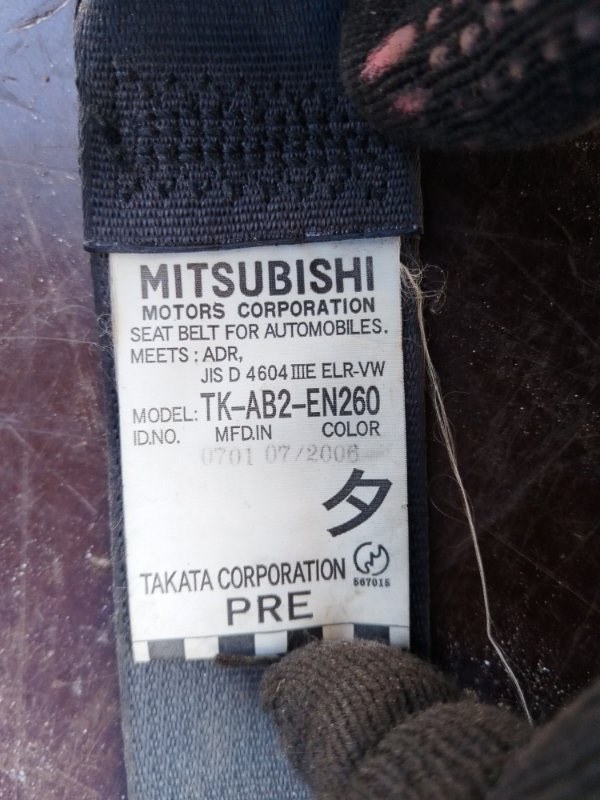 MITSUBISHI
MOTORS CORPORATION
SEAT BELT FOR AUTOMOBILES.
MEETS : ADR,
JIS D 4604 IIIE ELR-VW
MODEL: TK-AB2-EN260
ID.NO. MFD.IN COLOR
0701 07/2006
タ
TAKATA CORPORATION
567015
PRE